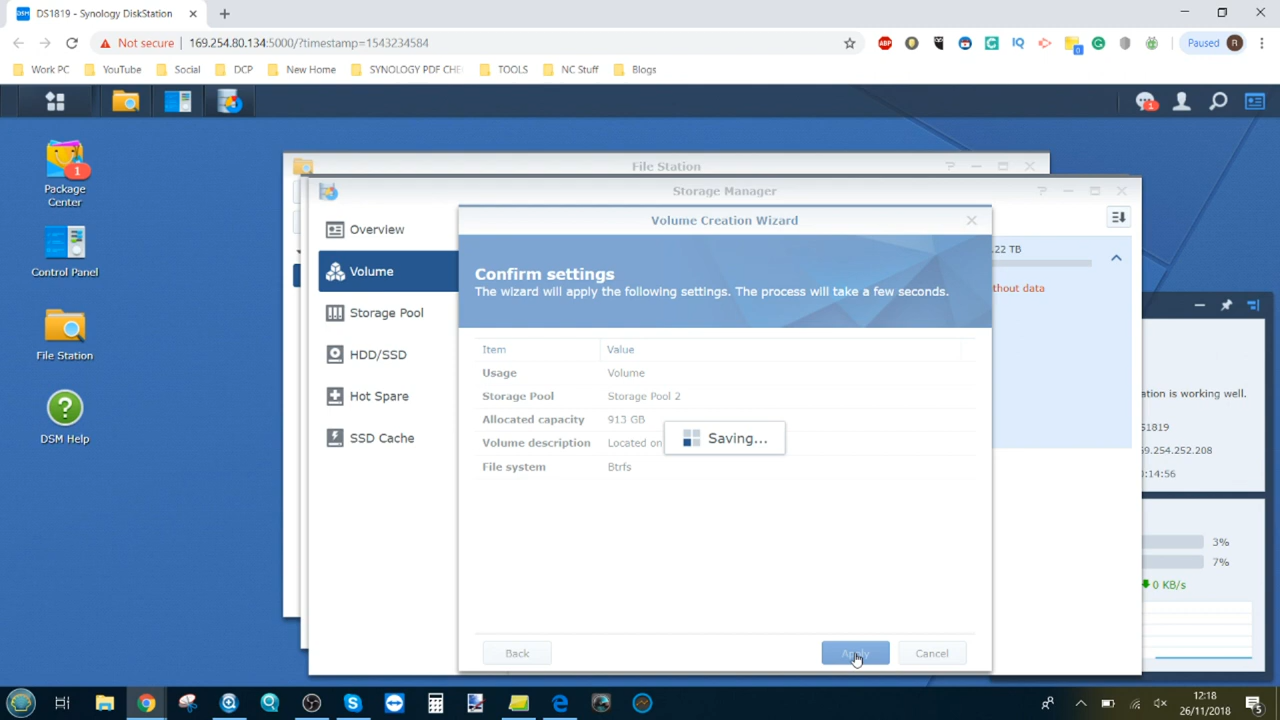 DS1819 - Synology DiskStation
Not secure
169.254.80.134:5000/?timestamp=1543234584
ABP
IQ
Paused
R
Work PC
YouTube
Social
DCP
New Home
SYNOLOGY PDF CHE
TOOLS
NC Stuff
Blogs
1
Package
Center
1
Control Panel
File Station
DSM Help
File Station
Storage Manager
Overview
Volume
Storage Pool
HDD/SSD
Hot Spare
SSD Cache
.22 TB
thout data
Volume Creation Wizard
Confirm settings
The wizard will apply the following settings. The process will take a few seconds.
Item Value
Usage Volume
Storage Pool Storage Pool 2
Allocated capacity 913 GB
Volume description Located on
File system Btrfs
Saving...
Back
Apply
Cancel
ation is working well.
51819
59.254.252.208
:14:56
3%
7%
0 KB/s
12:18
26/11/2018
5